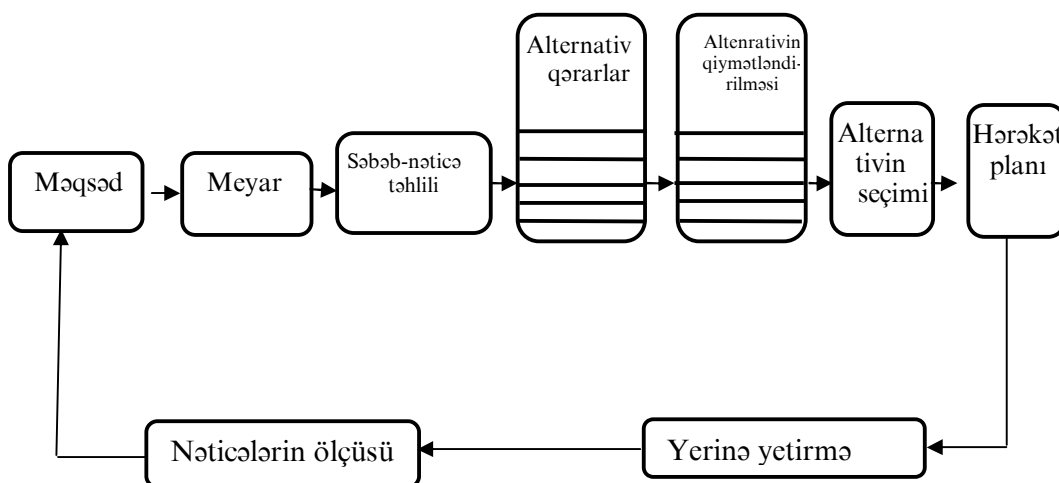 Məqsəd
Meyar
Səbəb-nəticə
təhlili
Alternativ
qərarlar
Altenrativin
qiymətləndi-
rilməsi
Alterna
tivin
seçimi
Hərəkət
planı
Nəticələrin ölçüsü
Yerinə yetirmə